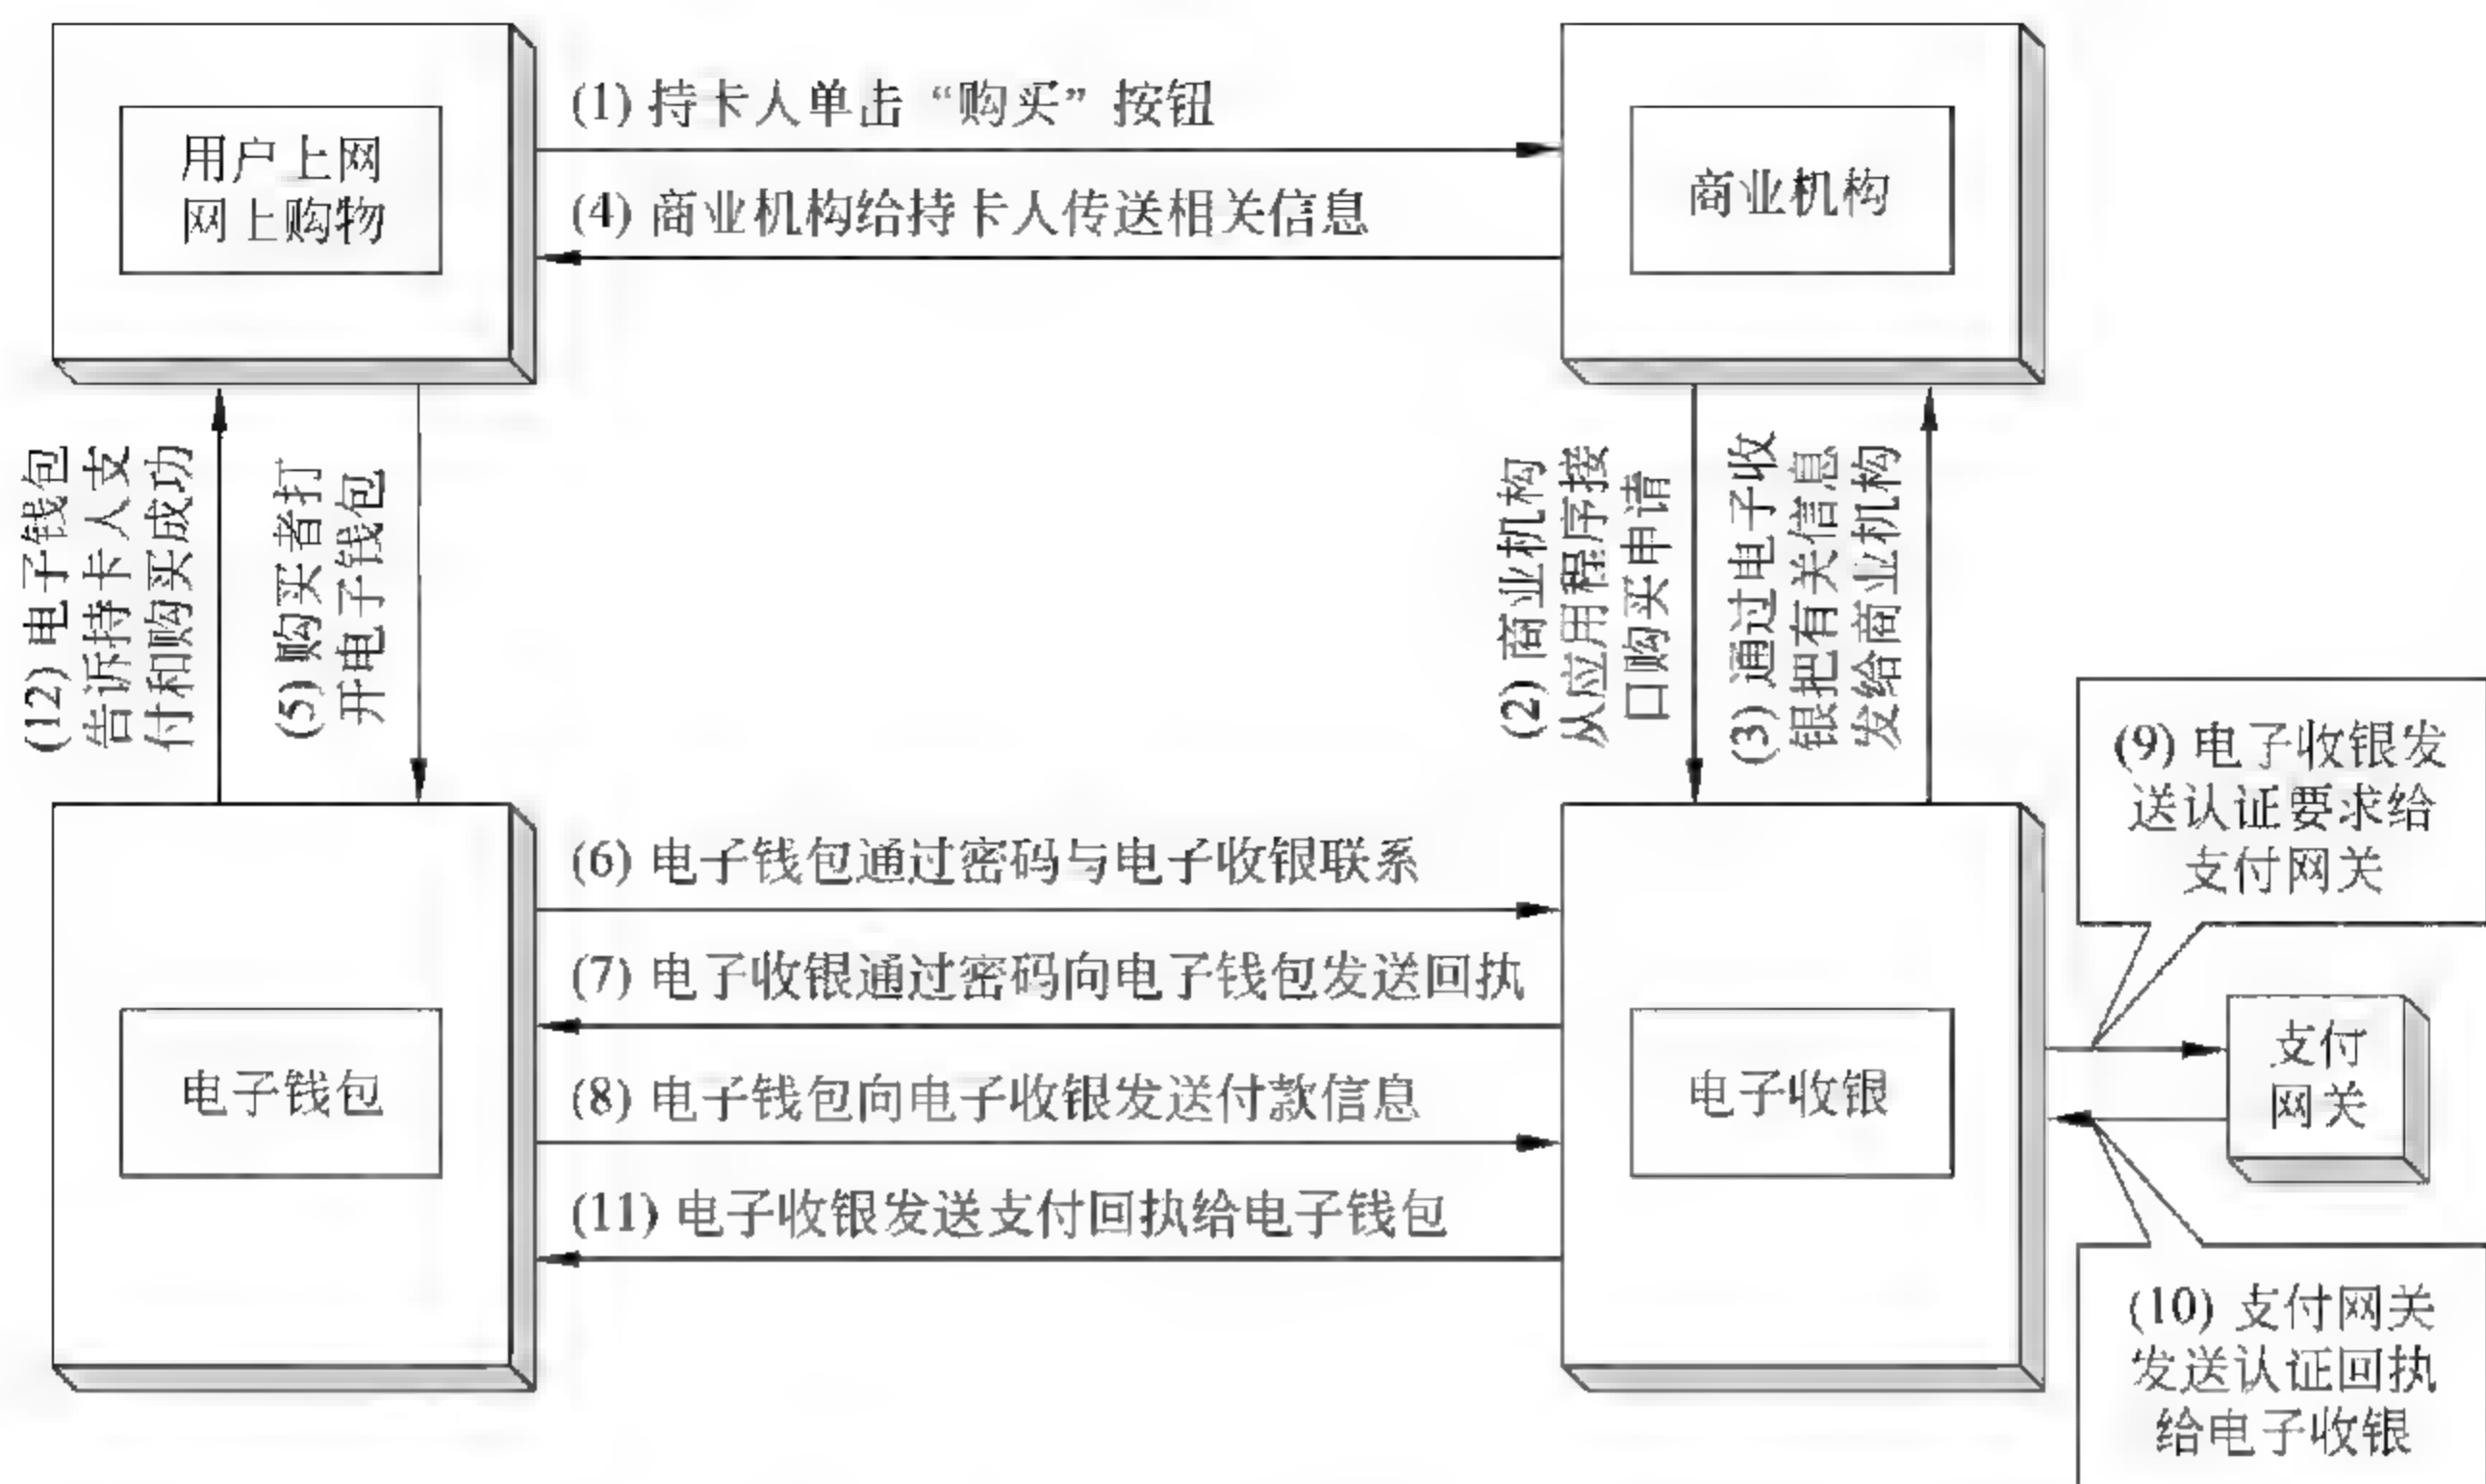 用户上网
网上购物
(1) 持卡人单击“购买”按钮
(4) 商业机构给持卡人传送相关信息
商业机构
(12) 电子钱包
告诉持卡人支
付和购买成功
(5) 购买者打
开电子钱包
(2) 商业机构
从应用程序接
口购买申请
(3) 通过电子收
银把有关信息
发给商业机构
(9) 电子收银发
送认证要求给
支付网关
电子钱包
(6) 电子钱包通过密码与电子收银联系
(7) 电子收银通过密码向电子钱包发送回执
(8) 电子钱包向电子收银发送付款信息
(11) 电子收银发送支付回执给电子钱包
电子收银
支付
网关
(10) 支付网关
发送认证回执
给电子收银